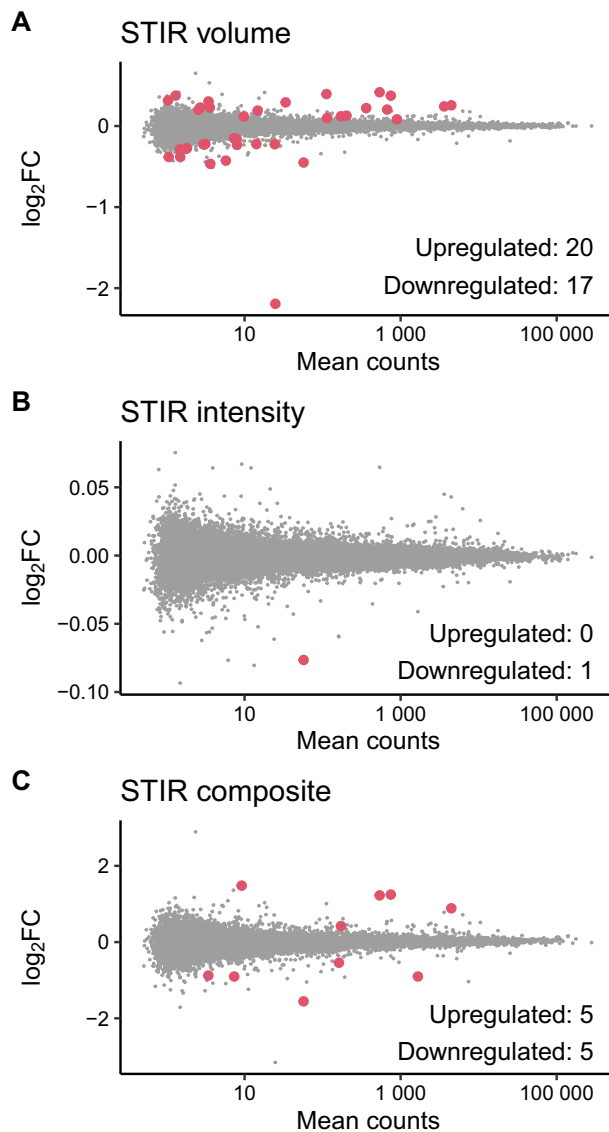 A
STIR volume
log₂FC
0
−1
−2
Upregulated: 20
Downregulated: 17
10
1 000
100 000
Mean counts
B
STIR intensity
log₂FC
0.05
0.00
−0.05
−0.10
Upregulated: 0
Downregulated: 1
10
1 000
100 000
Mean counts
C
STIR composite
log₂FC
2
0
−2
Upregulated: 5
Downregulated: 5
10
1 000
100 000
Mean counts